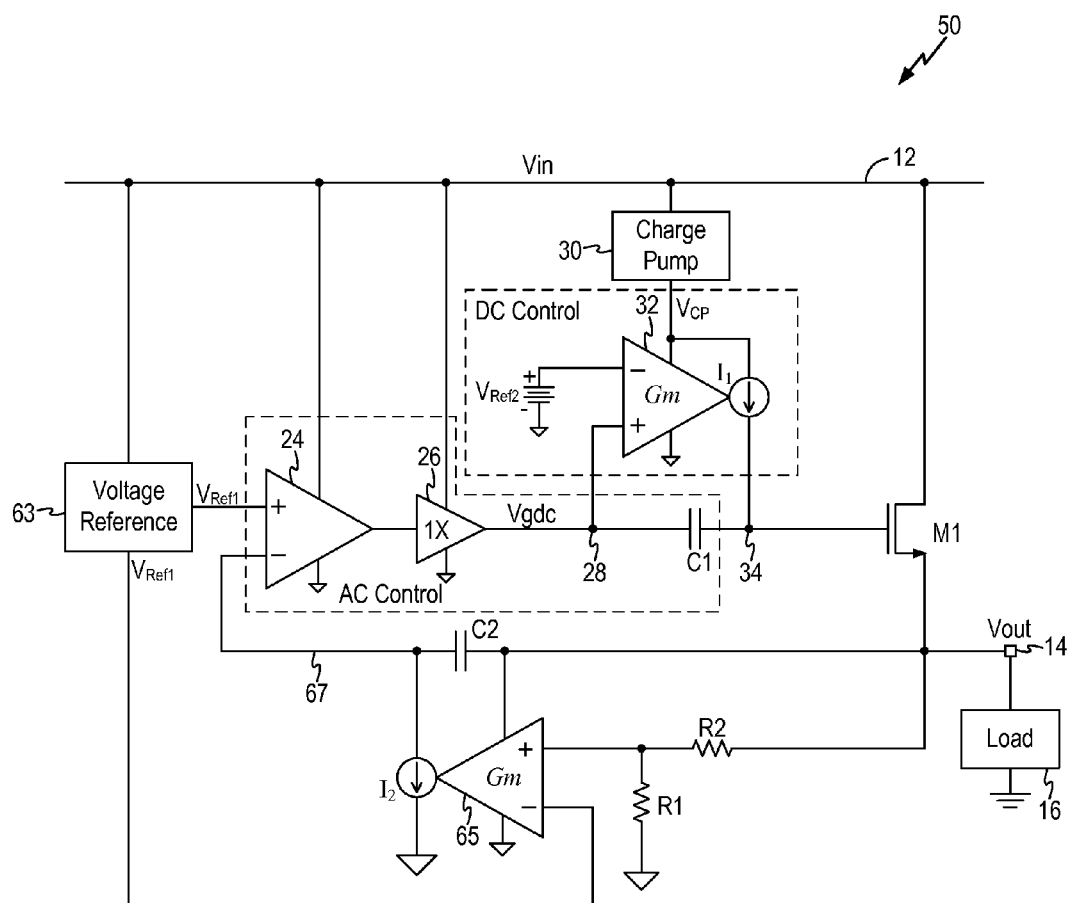 50
Vin
12
30
Charge
Pump
DC Control
32
VCP
+
VRef2
-
−
Gm
I1
+
24
26
63
Voltage
Reference
VRef1
+
1X
Vgdc
M1
−
28
C1
34
VRef1
AC Control
C2
Vout
14
67
R2
Load
+
Gm
I2
R1
−
65
16